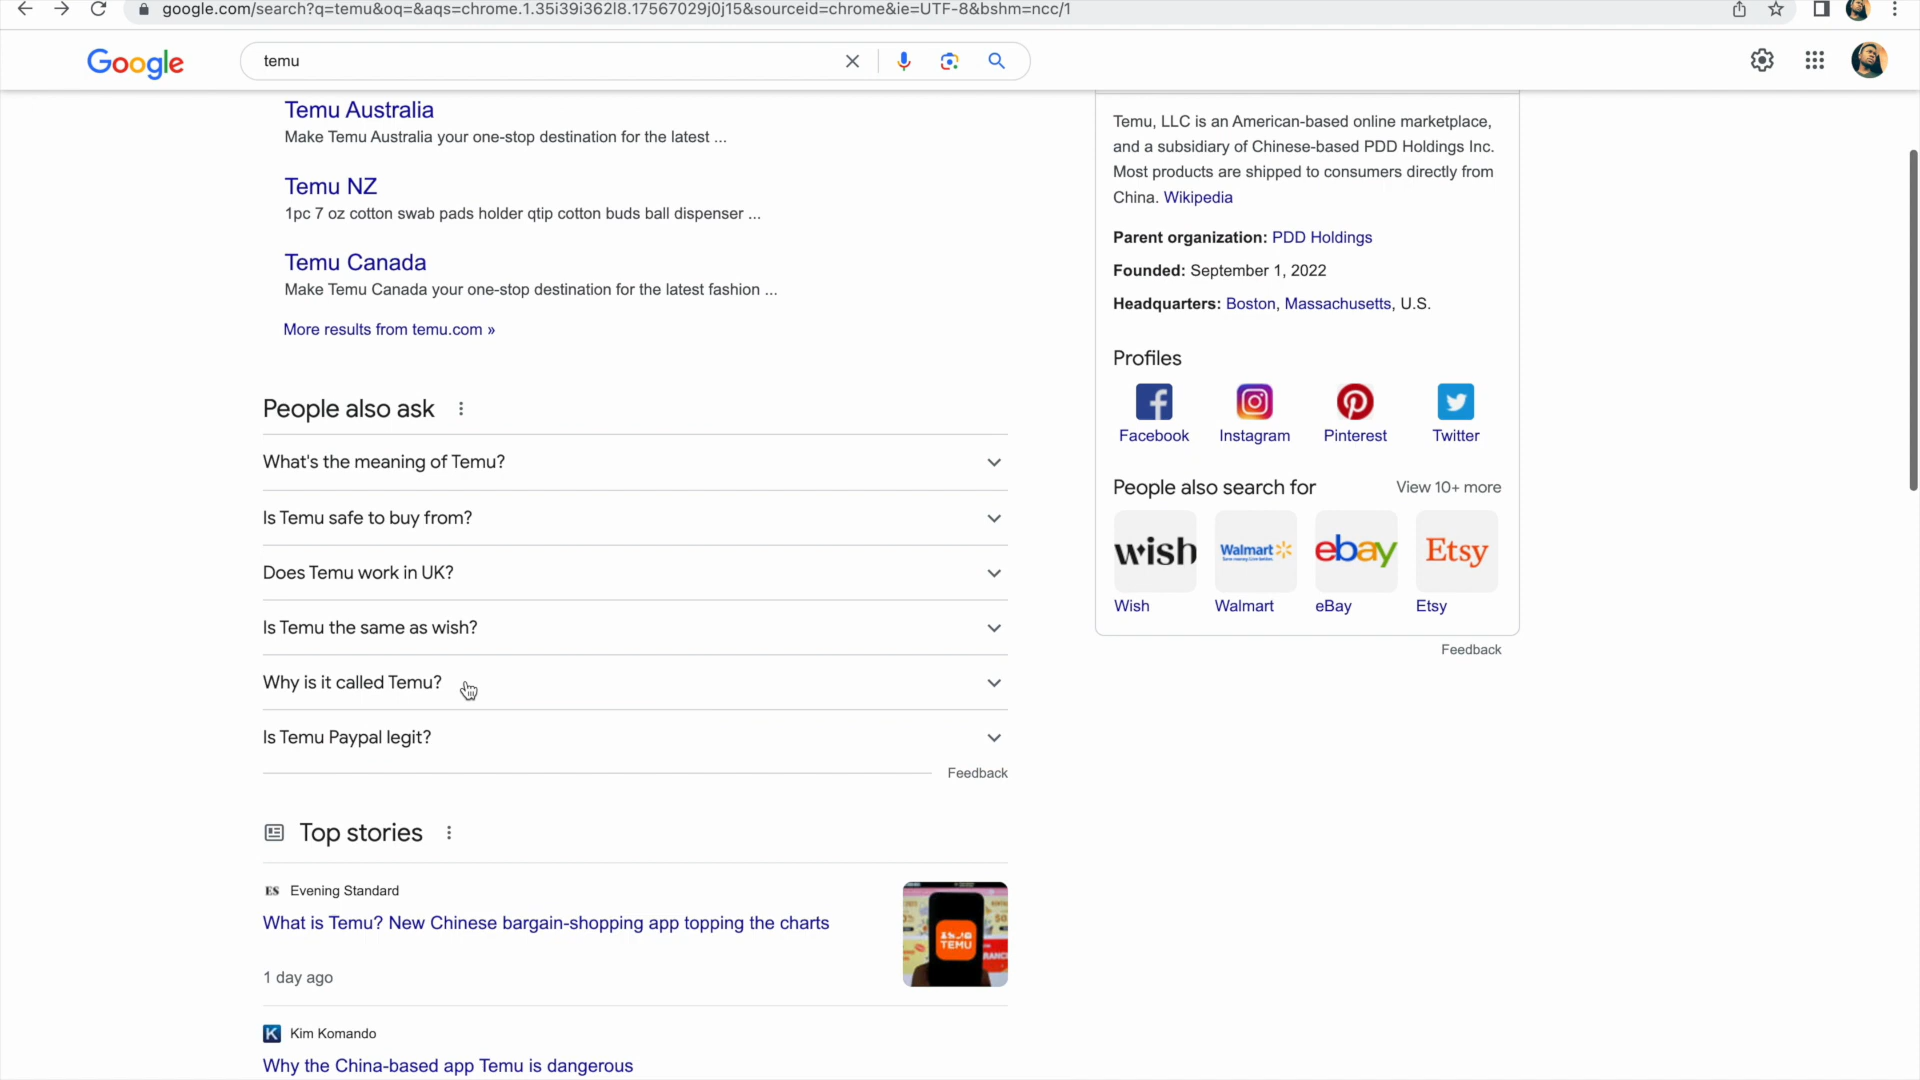 google.com/search?q=temu&oq=&aqs=chrome.1.35i39i362l8.17567029j0j15&sourceid=chrome&ie=UTF-8&bshm=ncc/1
Google
temu
Temu Australia
Make Temu Australia your one-stop destination for the latest ...
Temu NZ
1pc 7 oz cotton swab pads holder qtip cotton buds ball dispenser ...
Temu Canada
Make Temu Canada your one-stop destination for the latest fashion ...
More results from temu.com »
People also ask
What's the meaning of Temu?
Is Temu safe to buy from?
Does Temu work in UK?
Is Temu the same as wish?
Why is it called Temu?
Is Temu Paypal legit?
Feedback
Top stories
ES Evening Standard
What is Temu? New Chinese bargain-shopping app topping the charts
1 day ago
TEMU
K Kim Komando
Why the China-based app Temu is dangerous
Temu, LLC is an American-based online marketplace,
and a subsidiary of Chinese-based PDD Holdings Inc.
Most products are shipped to consumers directly from
China. Wikipedia
Parent organization: PDD Holdings
Founded: September 1, 2022
Headquarters: Boston, Massachusetts, U.S.
Profiles
Facebook
Instagram
Pinterest
Twitter
People also search for
View 10+ more
wish
Walmart
ebay
Etsy
Wish
Walmart
eBay
Etsy
Feedback